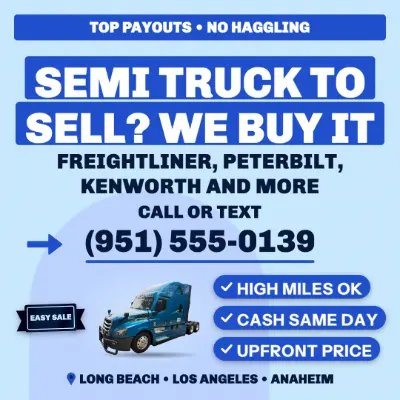 TOP PAYOUTS • NO HAGGLING
SEMI TRUCK TO
SELL? WE BUY IT
FREIGHTLINER, PETERBILT,
KENWORTH AND MORE
CALL OR TEXT
(951) 555-0139
HIGH MILES OK
EASY SALE
CASH SAME DAY
UPFRONT PRICE
LONG BEACH • LOS ANGELES • ANAHEIM